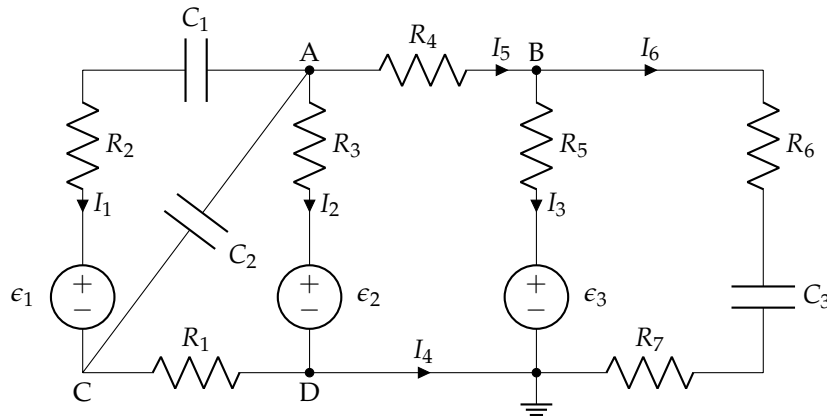 C₁
A
R₄
I₅
B
I₆
R₂
R₃
R₅
R₆
I₁
I₂
I₃
C₂
ϵ₁
+
−
ϵ₂
+
−
ϵ₃
+
−
C₃
R₁
I₄
R₇
C
D